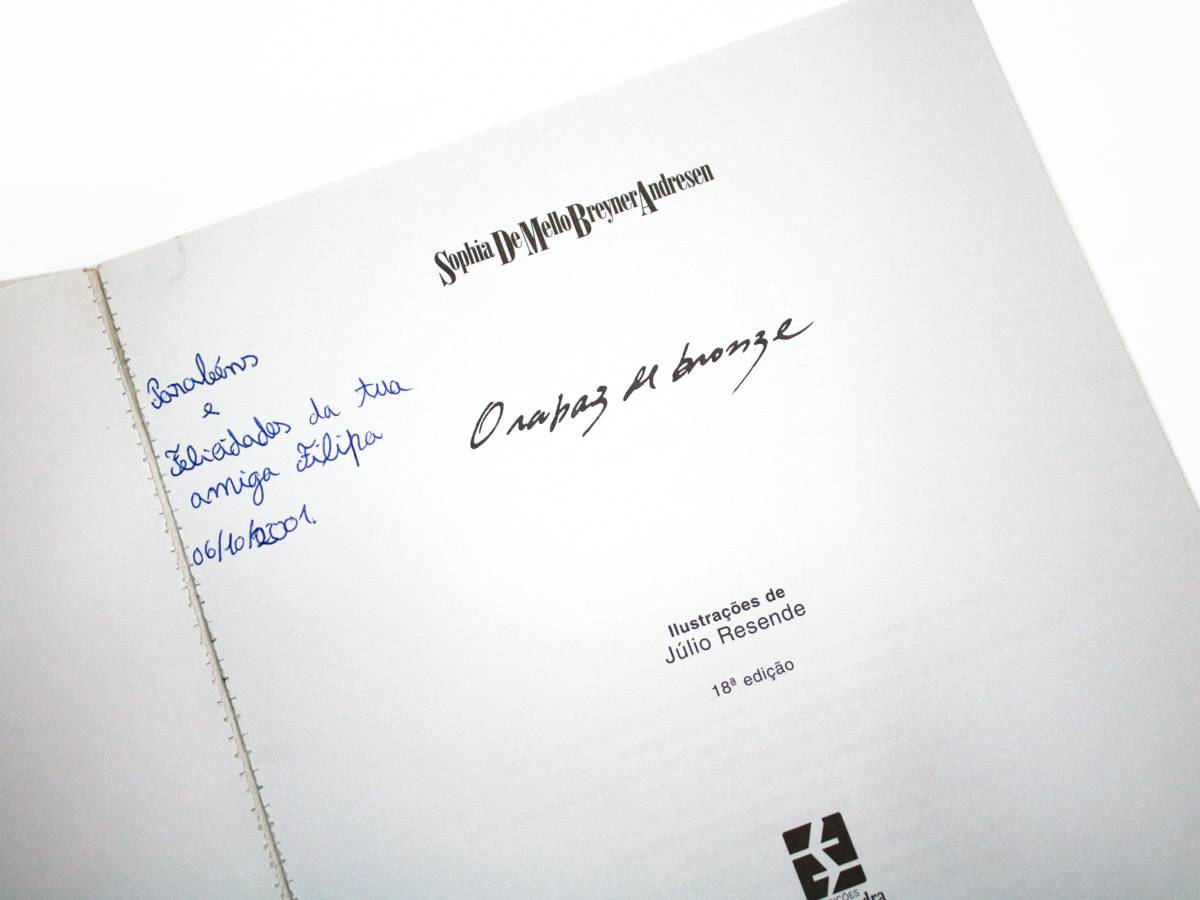 Sophia De Mello Breyner Andresen
O rapaz de bronze
Parabéns
e
Felicidades da tua
amiga Filipa
06/10/2001.
Ilustrações de
Júlio Resende
18ª edição